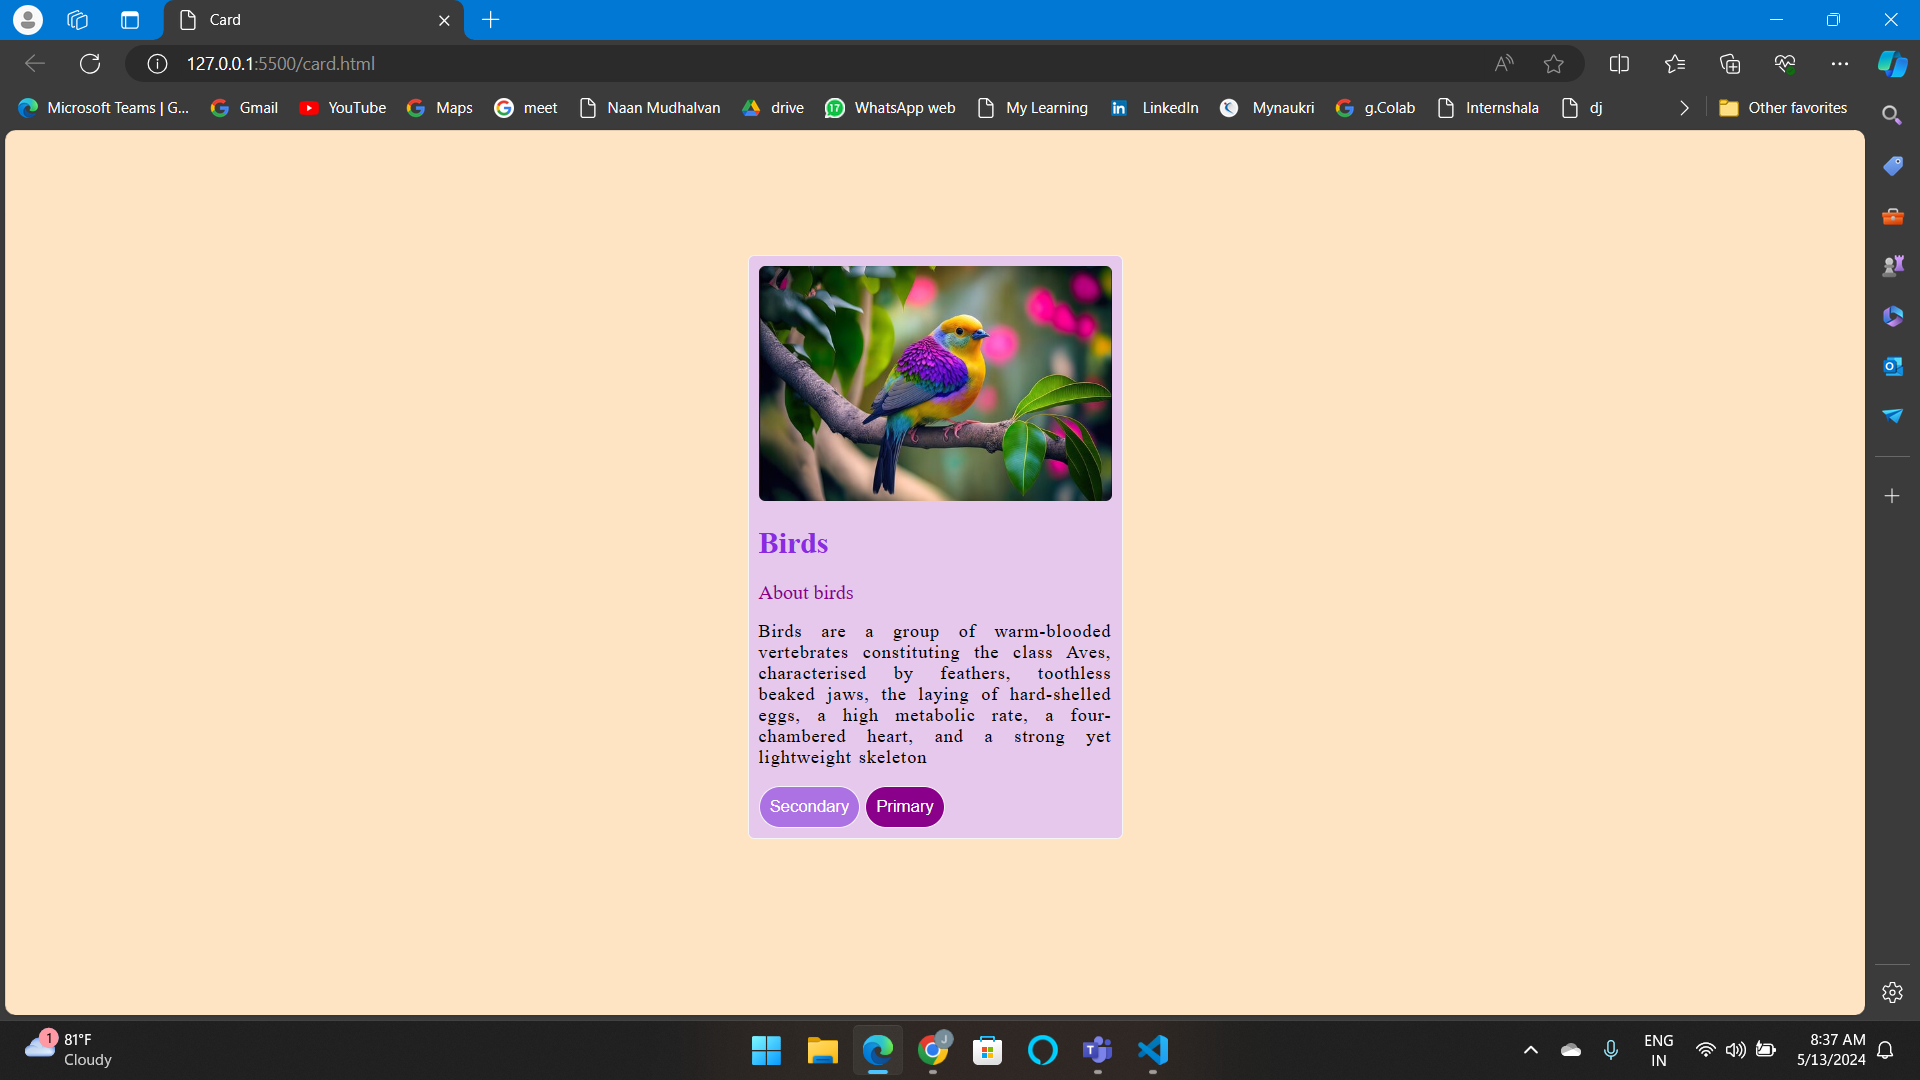 Card
127.0.0.1:5500/card.html
Microsoft Teams | G...
Gmail
YouTube
Maps
meet
Naan Mudhalvan
drive
WhatsApp web
My Learning
LinkedIn
Mynaukri
g.Colab
Internshala
dj
Other favorites
Birds
About birds
Birds are a group of warm-blooded
vertebrates constituting the class Aves,
characterised by feathers, toothless
beaked jaws, the laying of hard-shelled
eggs, a high metabolic rate, a four-
chambered heart, and a strong yet
lightweight skeleton
Secondary
Primary
1
81°F
Cloudy
J
ENG
IN
8:37 AM
5/13/2024